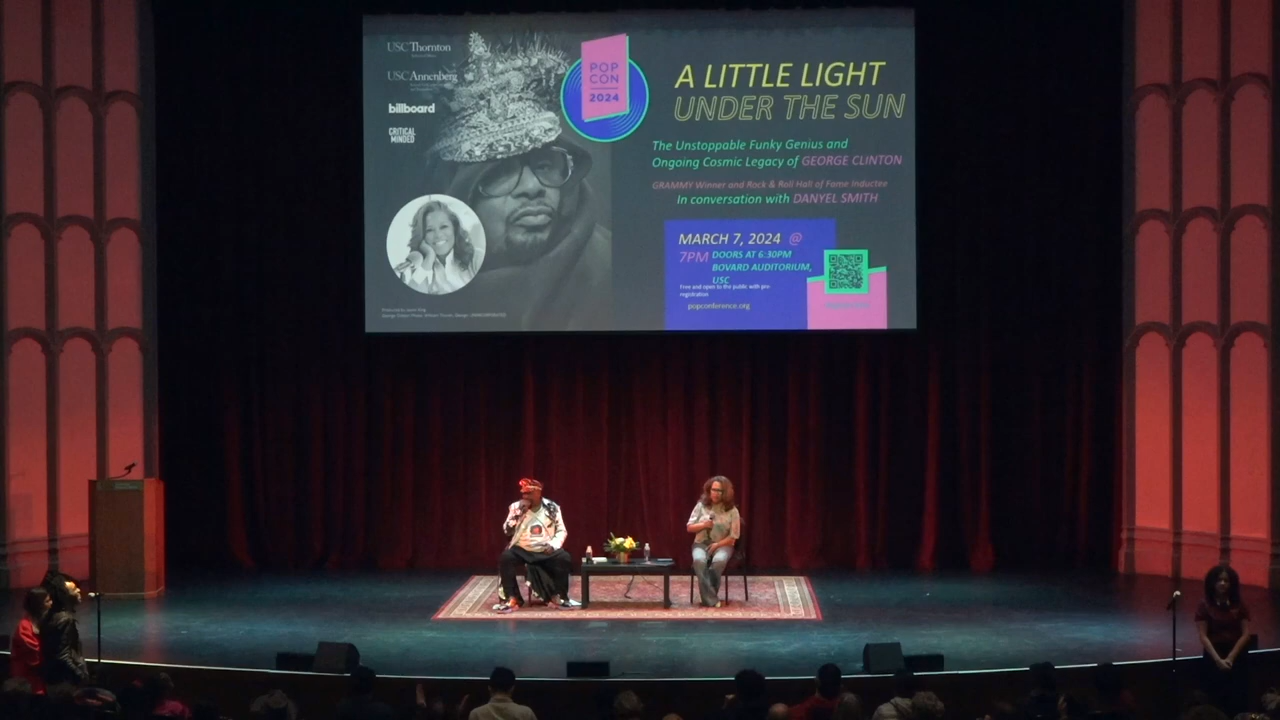 USC Thornton
USC Annenberg
billboard
CRITICAL
MINDED
POP
CON
2024
A LITTLE LIGHT
UNDER THE SUN
The Unstoppable Funky Genius and
Ongoing Cosmic Legacy of GEORGE CLINTON
GRAMMY Winner and Rock & Roll Hall of Fame Inductee
In conversation with DANYEL SMITH
MARCH 7, 2024 @
7PM DOORS AT 6:30PM
BOVARD AUDITORIUM,
USC
Free and open to the public with pre-
registration
popconference.org